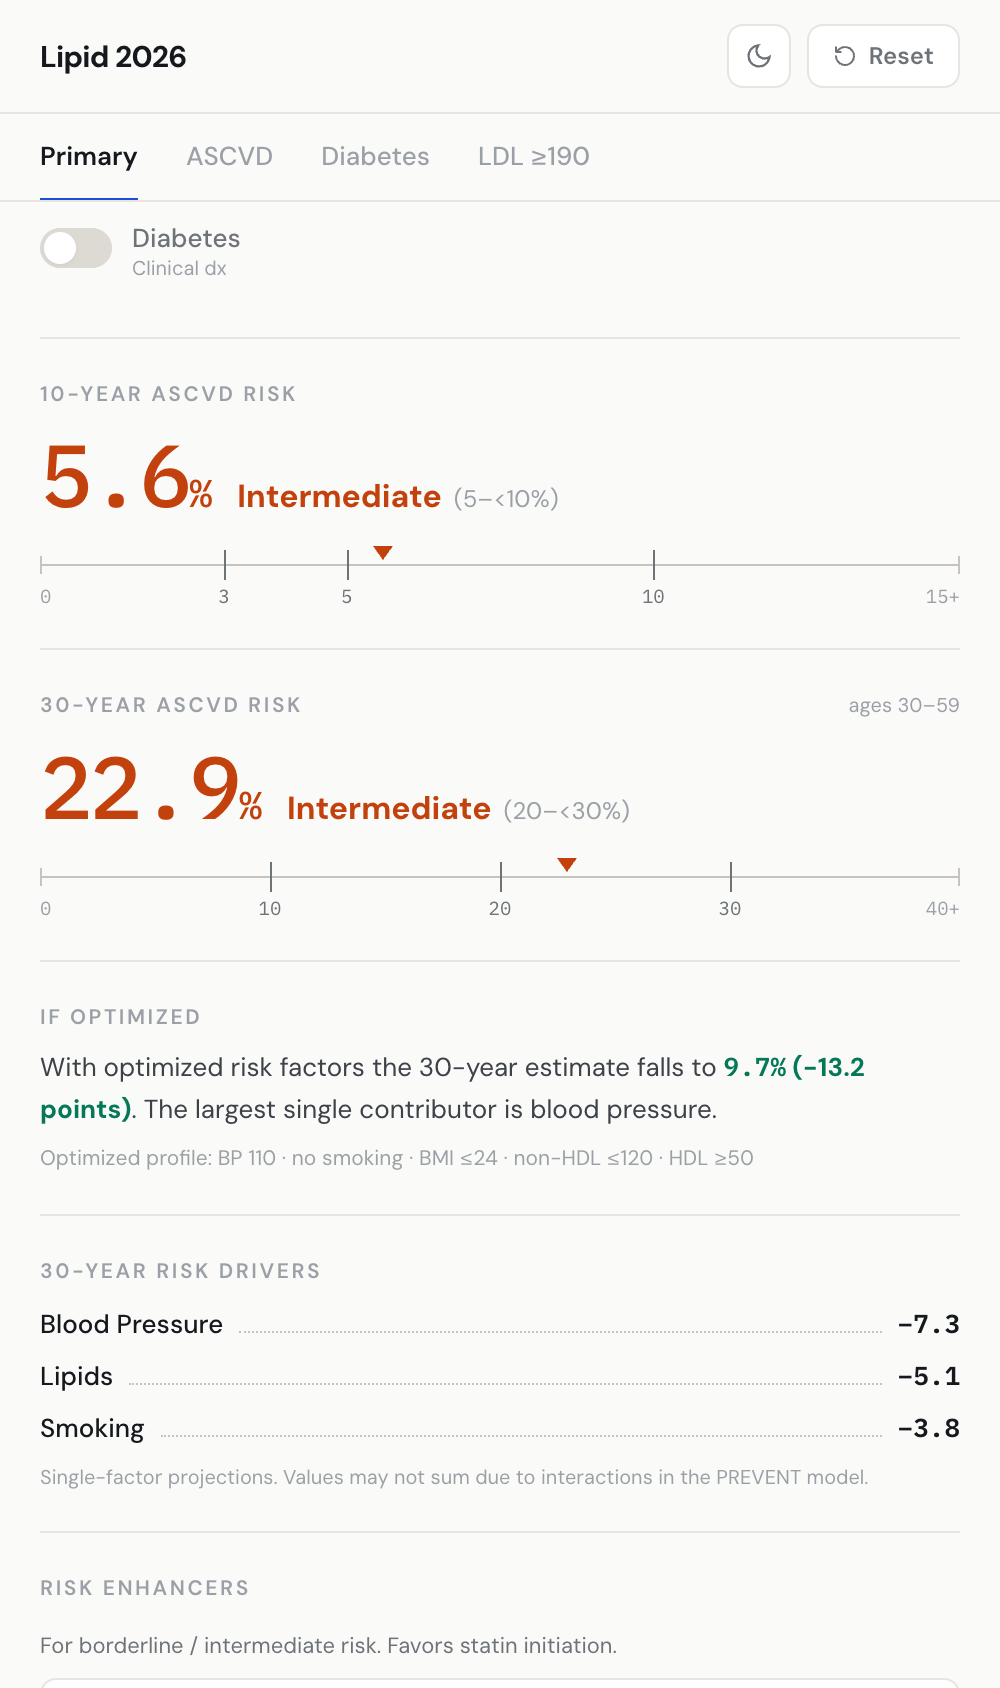 Lipid 2026
Reset
Primary ASCVD Diabetes LDL ≥190
Diabetes
Clinical dx
10-YEAR ASCVD RISK
5.6% Intermediate (5–<10%)
0 3 5 10 15+
30-YEAR ASCVD RISK ages 30–59
22.9% Intermediate (20–<30%)
0 10 20 30 40+
IF OPTIMIZED
With optimized risk factors the 30-year estimate falls to 9.7% (−13.2
points). The largest single contributor is blood pressure.
Optimized profile: BP 110 · no smoking · BMI ≤24 · non-HDL ≤120 · HDL ≥50
30-YEAR RISK DRIVERS
Blood Pressure −7.3
Lipids −5.1
Smoking −3.8
Single-factor projections. Values may not sum due to interactions in the PREVENT model.
RISK ENHANCERS
For borderline / intermediate risk. Favors statin initiation.